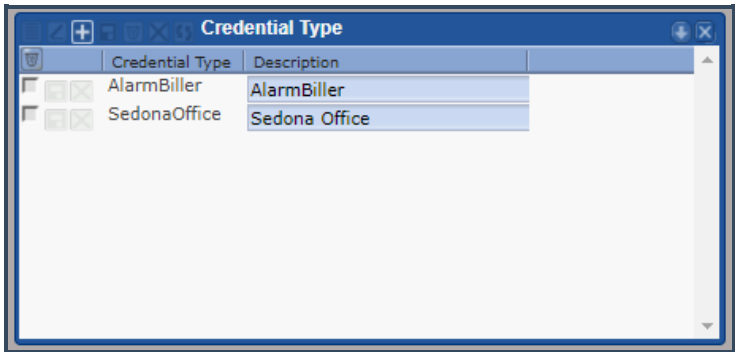 Credential Type
Credential Type Description
AlarmBiller AlarmBiller
SedonaOffice Sedona Office